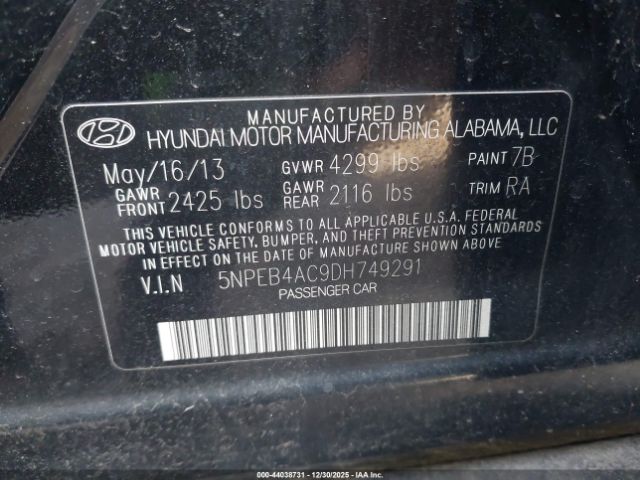 MANUFACTURED BY
HYUNDAI MOTOR MANUFACTURING ALABAMA, LLC
May/16/13 GVWR 4299 lbs PAINT 7B
GAWR FRONT 2425 lbs GAWR REAR 2116 lbs TRIM RA
THIS VEHICLE CONFORMS TO ALL APPLICABLE U.S.A. FEDERAL
MOTOR VEHICLE SAFETY, BUMPER, AND THEFT PREVENTION STANDARDS
IN EFFECT ON THE DATE OF MANUFACTURE SHOWN ABOVE.
V.I.N 5NPEB4AC9DH749291
PASSENGER CAR
000-44038731 - 12/30/2025 - IAAI.COM